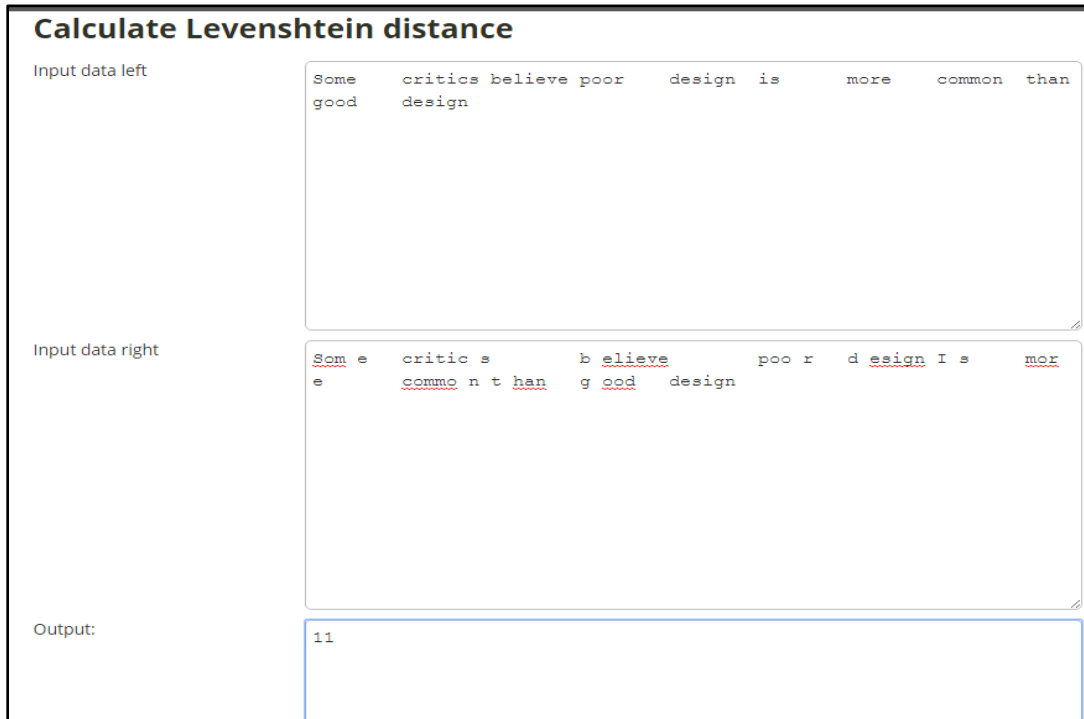 Calculate Levenshtein distance
Input data left
Some critics believe poor design is more common than
good design
Input data right
Som e critic s b elieve poo r d esign I s mor
e commo n t han g ood design
Output:
11